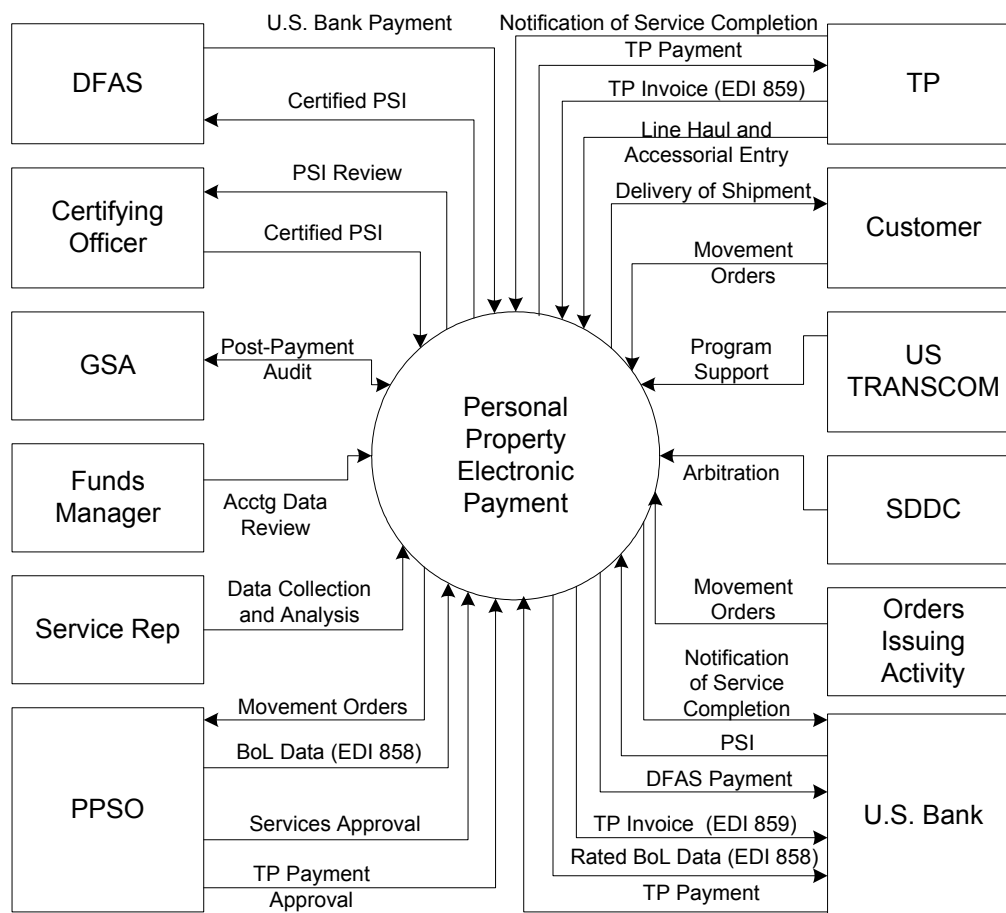 DFAS
U.S. Bank Payment
Certified PSI
Certifying
Officer
PSI Review
Certified PSI
GSA
Post-Payment
Audit
Funds
Manager
Acctg Data
Review
Service Rep
Data Collection
and Analysis
PPSO
Movement Orders
BoL Data (EDI 858)
Services Approval
TP Payment
Approval
Personal
Property
Electronic
Payment
Notification of Service Completion
TP Payment
TP Invoice (EDI 859)
Line Haul and
Accessorial Entry
TP
Delivery of Shipment
Movement
Orders
Customer
Program
Support
US
TRANSCOM
Arbitration
SDDC
Movement
Orders
Orders
Issuing
Activity
Notification
of Service
Completion
PSI
DFAS Payment
TP Invoice (EDI 859)
Rated BoL Data (EDI 858)
TP Payment
U.S. Bank